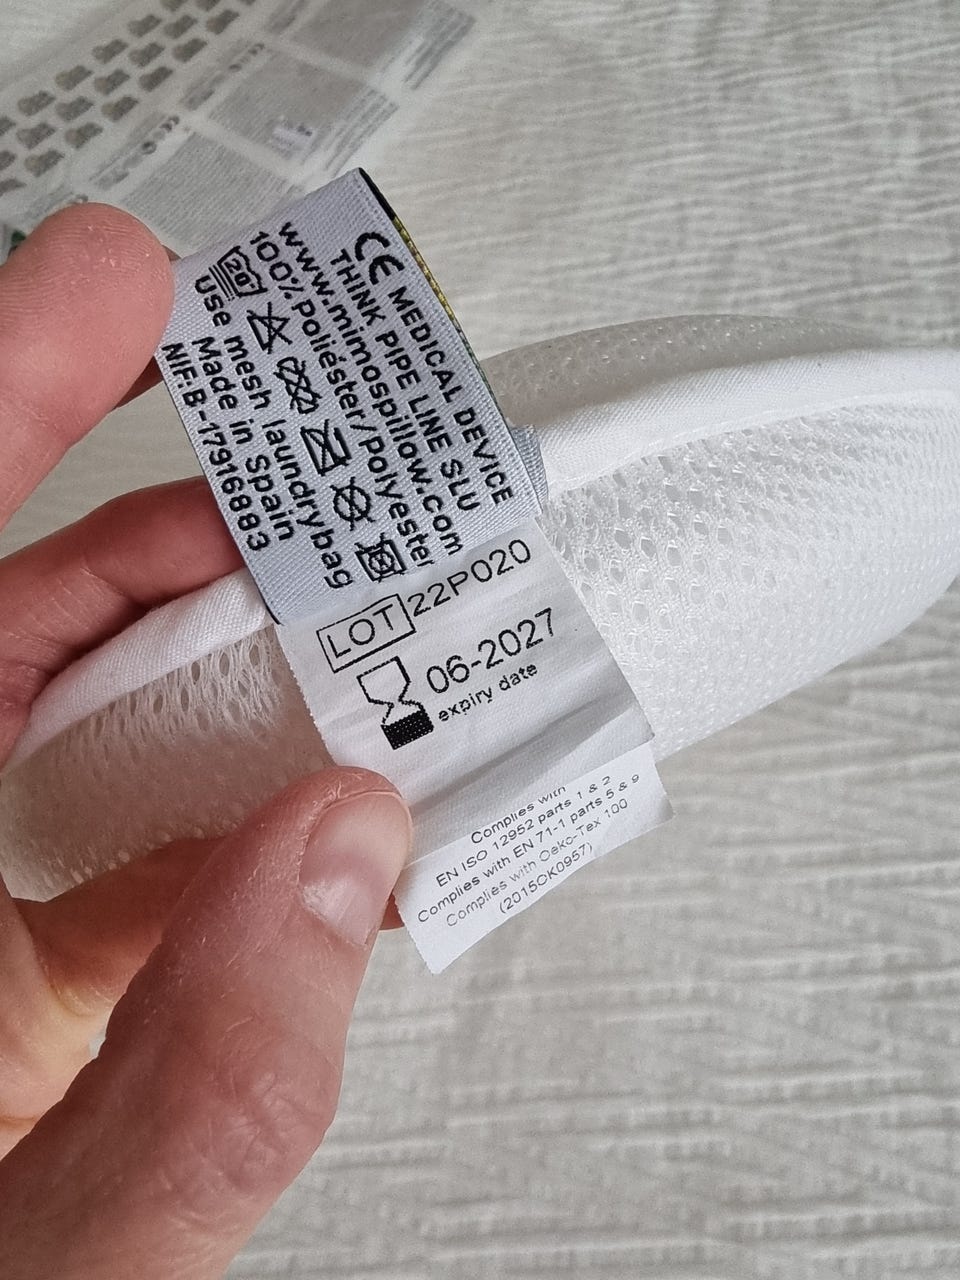 CE MEDICAL DEVICE
THINK PIPE LINE SLU
www.mimospillow.com
100% Poliéster/Polyester
Use mesh laundrybag
Made in Spain
NIF:B-17916883
LOT 22P020
06-2027
expiry date
Complies with
EN ISO 12952 parts 1 & 2
Complies with EN 71-1 parts 5 & 9
Complies with Oeko-Tex 100
(2015OK0957)